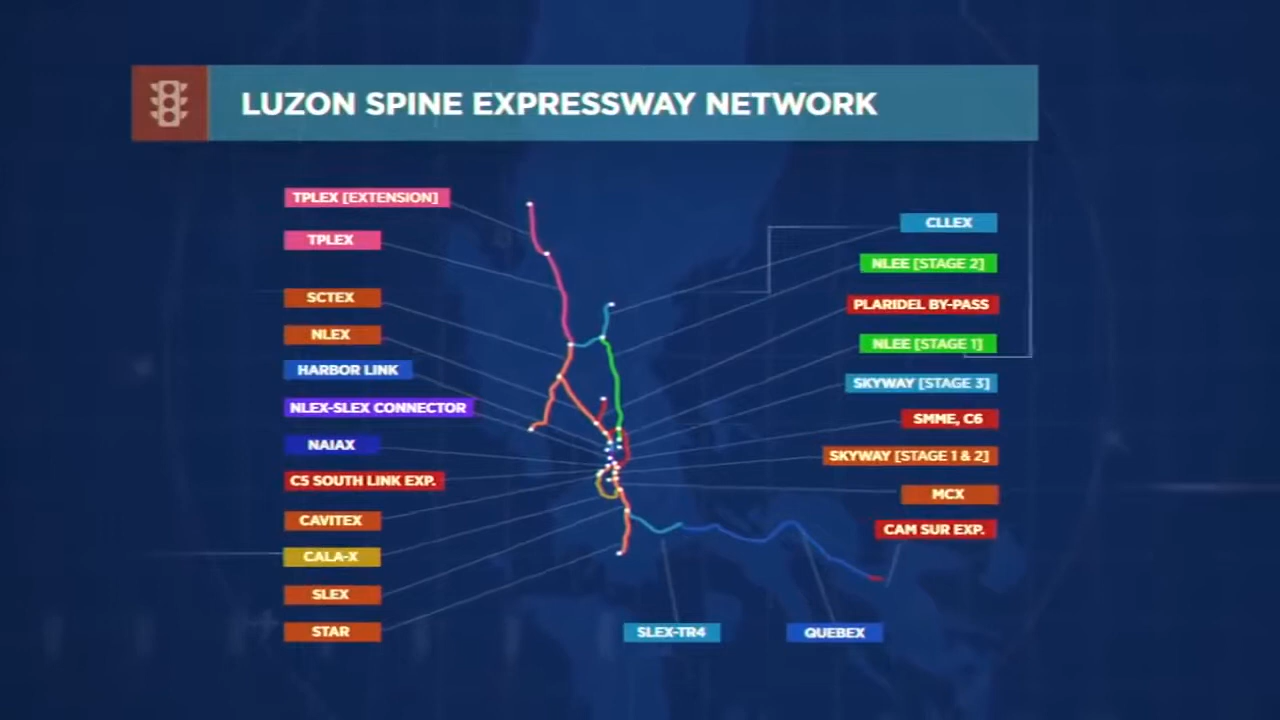 LUZON SPINE EXPRESSWAY NETWORK
TPLEX [EXTENSION]
TPLEX
SCTEX
NLEX
HARBOR LINK
NLEX-SLEX CONNECTOR
NAIAX
C5 SOUTH LINK EXP.
CAVITEX
CALA-X
SLEX
STAR
CLLEX
NLEE [STAGE 2]
PLARIDEL BY-PASS
NLEE [STAGE 1]
SKYWAY [STAGE 3]
SMME, C6
SKYWAY [STAGE 1 & 2]
MCX
CAM SUR EXP.
SLEX-TR4
QUEBEX